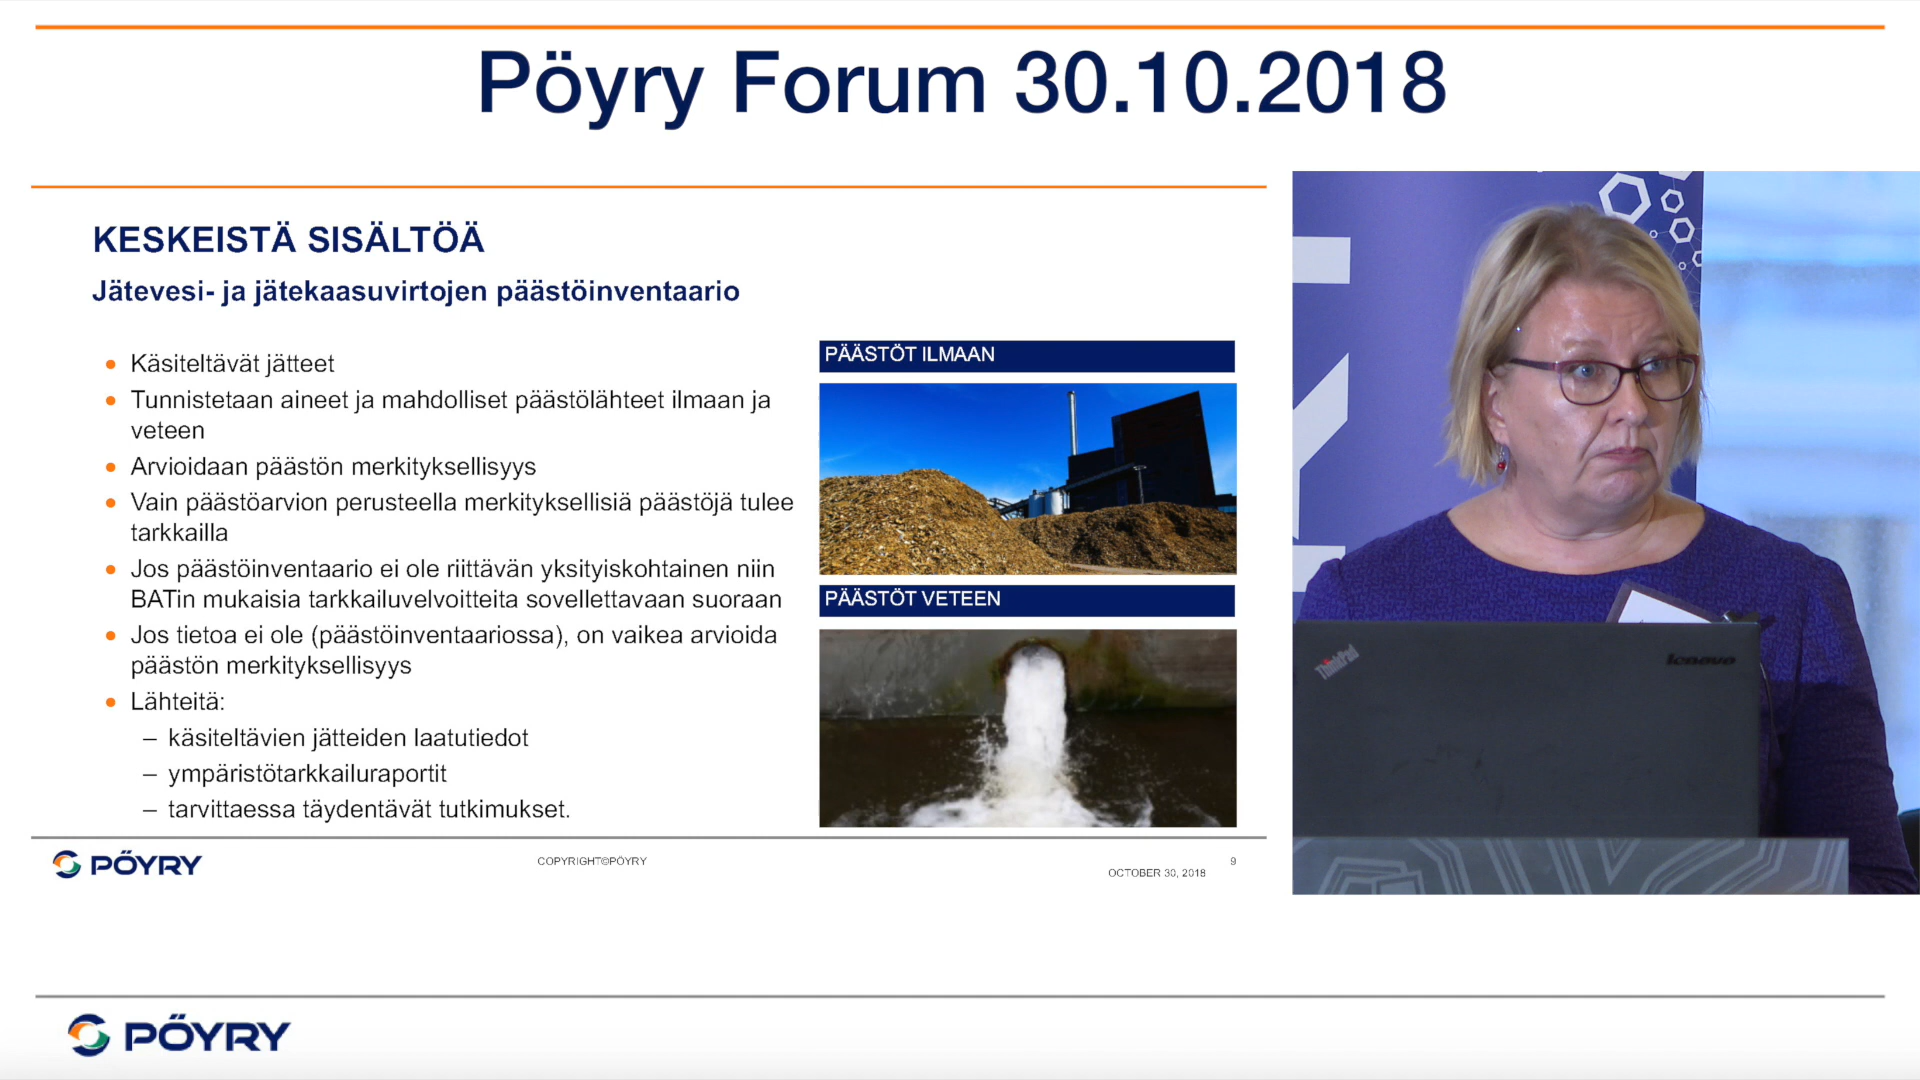 Pöyry Forum 30.10.2018
KESKEISTÄ SISÄLTÖÄ
Jätevesi- ja jätekaasuvirtojen päästöinventaario
Käsiteltävät jätteet
Tunnistetaan aineet ja mahdolliset päästölähteet ilmaan ja
veteen
Arvioidaan päästön merkityksellisyys
Vain päästöarvion perusteella merkityksellisiä päästöjä tulee
tarkkailla
Jos päästöinventaario ei ole riittävän yksityiskohtainen niin
BATin mukaisia tarkkailuvelvoitteita sovellettavaan suoraan
Jos tietoa ei ole (päästöinventaariossa), on vaikea arvioida
päästön merkityksellisyys
Lähteitä:
– käsiteltävien jätteiden laatutiedot
– ympäristötarkkailuraportit
– tarvittaessa täydentävät tutkimukset.
PÄÄSTÖT ILMAAN
PÄÄSTÖT VETEEN
PÖYRY
COPYRIGHT©PÖYRY
OCTOBER 30, 2018
9
ThinkPad
lenovo
PÖYRY